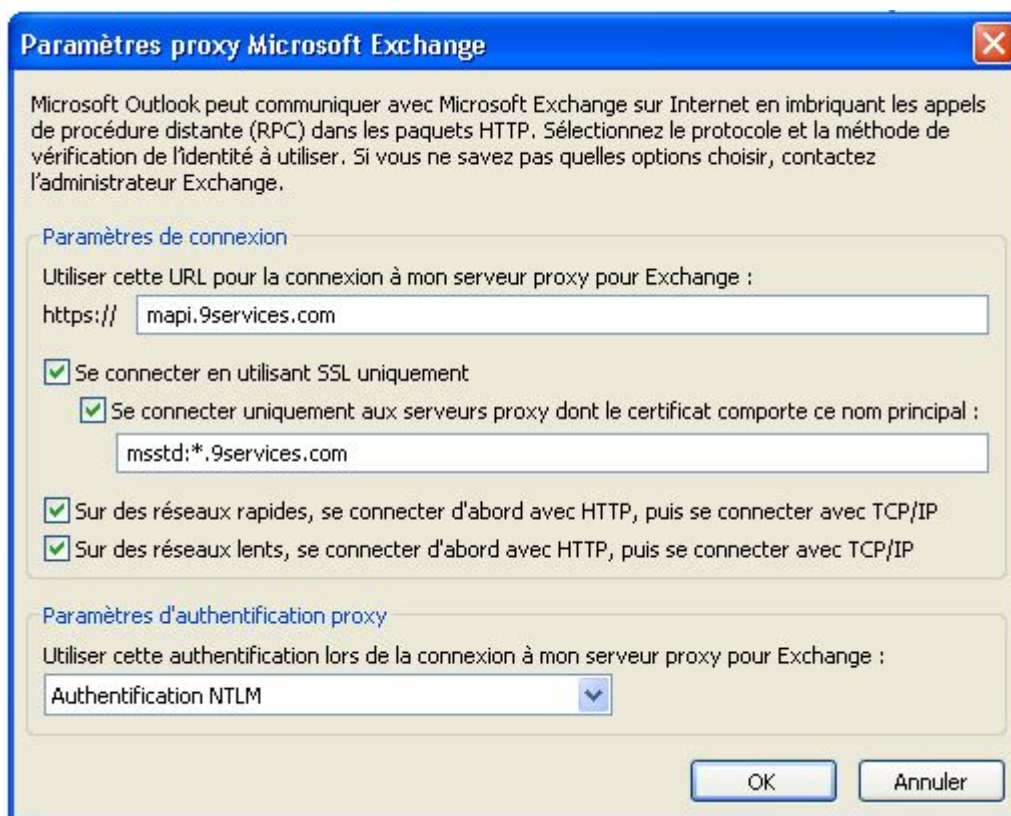 Paramètres proxy Microsoft Exchange
Microsoft Outlook peut communiquer avec Microsoft Exchange sur Internet en imbriquant les appels
de procédure distante (RPC) dans les paquets HTTP. Sélectionnez le protocole et la méthode de
vérification de l'identité à utiliser. Si vous ne savez pas quelles options choisir, contactez
l'administrateur Exchange.
Paramètres de connexion
Utiliser cette URL pour la connexion à mon serveur proxy pour Exchange :
https:// mapi.9services.com
Se connecter en utilisant SSL uniquement
Se connecter uniquement aux serveurs proxy dont le certificat comporte ce nom principal :
msstd:*.9services.com
Sur des réseaux rapides, se connecter d'abord avec HTTP, puis se connecter avec TCP/IP
Sur des réseaux lents, se connecter d'abord avec HTTP, puis se connecter avec TCP/IP
Paramètres d'authentification proxy
Utiliser cette authentification lors de la connexion à mon serveur proxy pour Exchange :
Authentification NTLM
OK Annuler